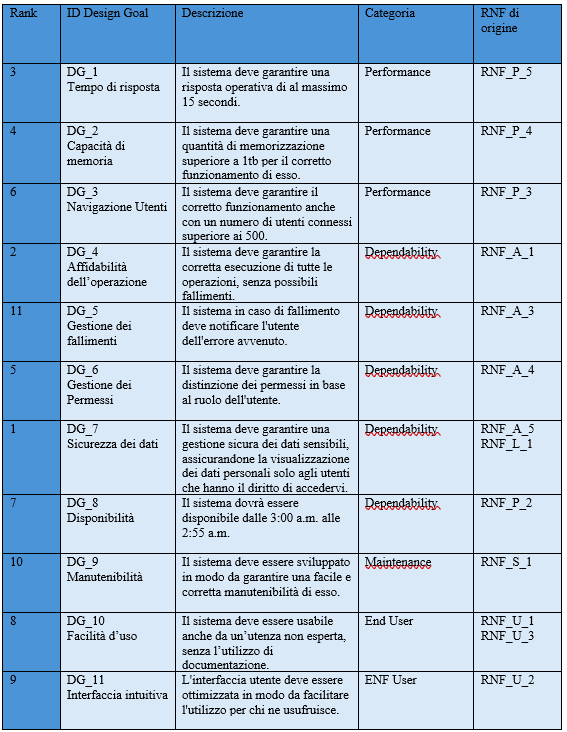 Rank ID Design Goal Descrizione Categoria RNF di
origine
3 DG_1 Il sistema deve garantire una Performance RNF_P_5
Tempo di risposta risposta operativa di al massimo
15 secondi.
4 DG_2 Il sistema deve garantire una Performance RNF_P_4
Capacità di quantità di memorizzazione
memoria superiore a 1tb per il corretto
funzionamento di esso.
6 DG_3 Il sistema deve garantire il Performance RNF_P_3
Navigazione Utenti corretto funzionamento anche
con un numero di utenti connessi
superiore ai 500.
2 DG_4 Il sistema deve garantire la Dependability RNF_A_1
Affidabilità corretta esecuzione di tutte le
dell’operazione operazioni, senza possibili
fallimenti.
11 DG_5 Il sistema in caso di fallimento Dependability RNF_A_3
Gestione dei deve notificare l'utente
fallimenti dell'errore avvenuto.
5 DG_6 Il sistema deve garantire la Dependability RNF_A_4
Gestione dei distinzione dei permessi in base
Permessi al ruolo dell'utente.
1 DG_7 Il sistema deve garantire una Dependability RNF_A_5
Sicurezza dei dati gestione sicura dei dati sensibili, RNF_L_1
assicurandone la visualizzazione
dei dati personali solo agli utenti
che hanno il diritto di accedervi.
7 DG_8 Il sistema dovrà essere Dependability RNF_P_2
Disponibilità disponibile dalle 3:00 a.m. alle
2:55 a.m.
10 DG_9 Il sistema deve essere sviluppato Maintenance RNF_S_1
Manutenibilità in modo da garantire una facile e
corretta manutenibilità di esso.
8 DG_10 Il sistema deve essere usabile End User RNF_U_1
Facilità d’uso anche da un’utenza non esperta, RNF_U_3
senza l’utilizzo di
documentazione.
9 DG_11 L'interfaccia utente deve essere ENF User RNF_U_2
Interfaccia intuitiva ottimizzata in modo da facilitare
l'utilizzo per chi ne usufruisce.